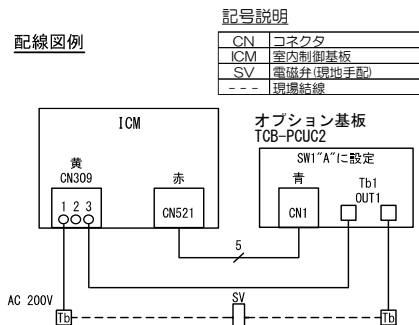 記号説明
CN コネクタ
ICM 室内制御基板
SV 電磁弁(現地手配)
--- 現場結線
配線図例
ICM
オプション基板
TCB-PCUC2
SW1"A"に設定
黄
CN309
1 2 3
赤
CN521
青
CN1
Tb1
OUT1
5
AC 200V
SV
Tb
Tb